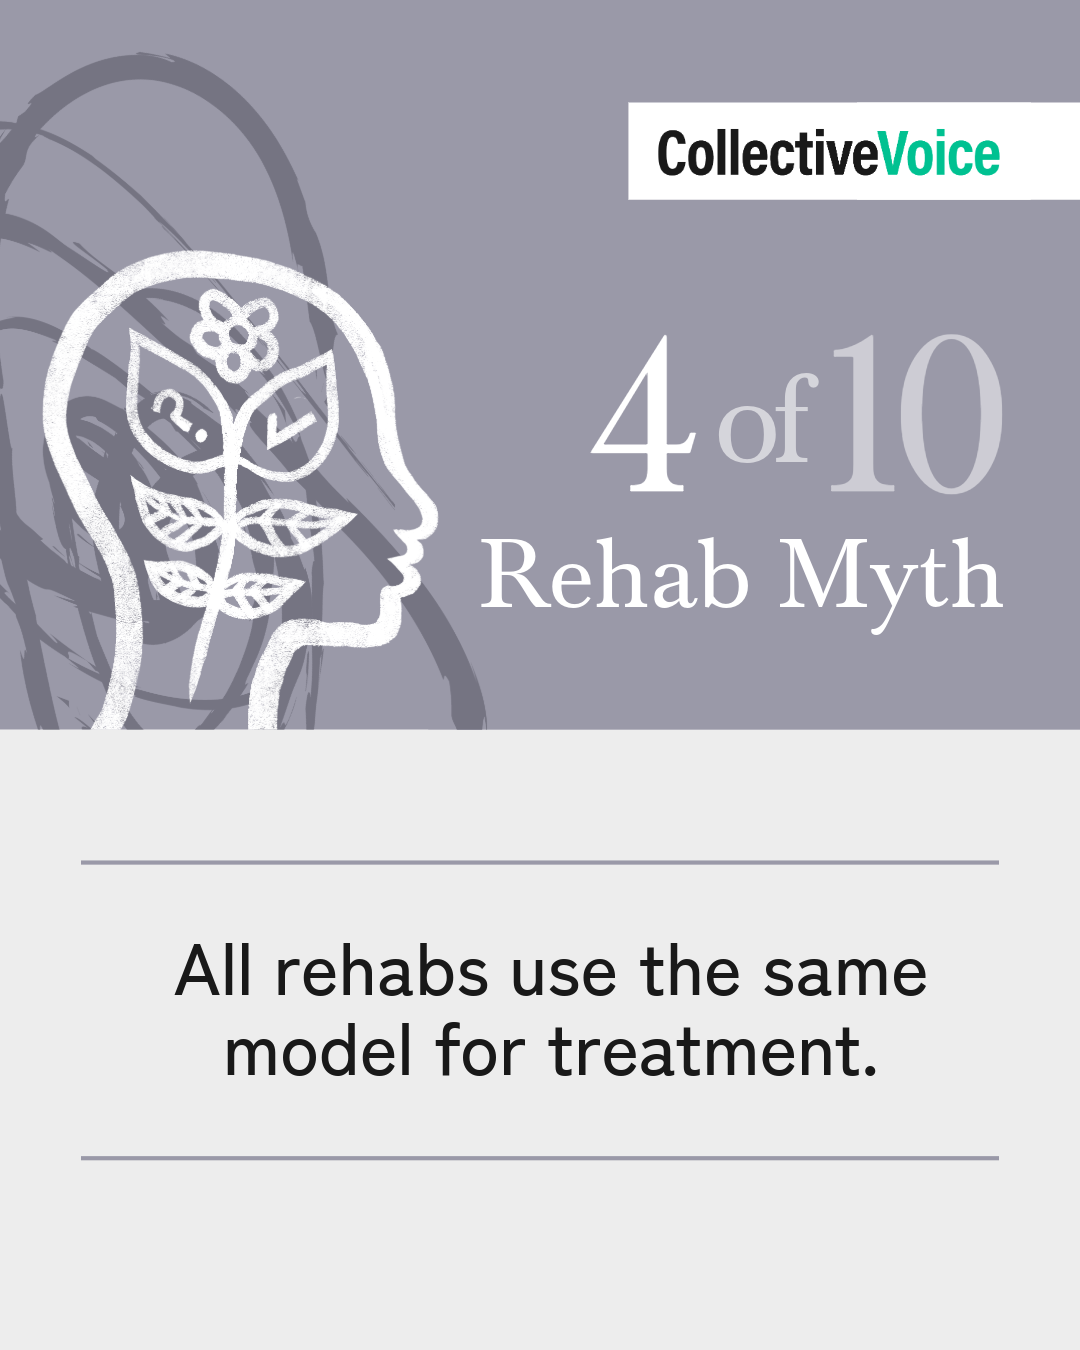 CollectiveVoice
4 of 10
Rehab Myth
All rehabs use the same
model for treatment.